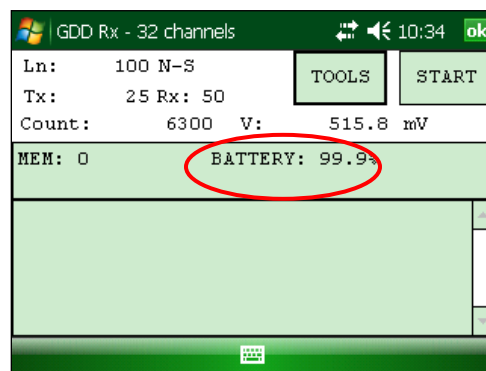 GDD Rx - 32 channels 10:34 ok
Ln: 100 N-S TOOLS START
Tx: 25 Rx: 50
Count: 6300 V: 515.8 mV
MEM: 0 BATTERY: 99.9%